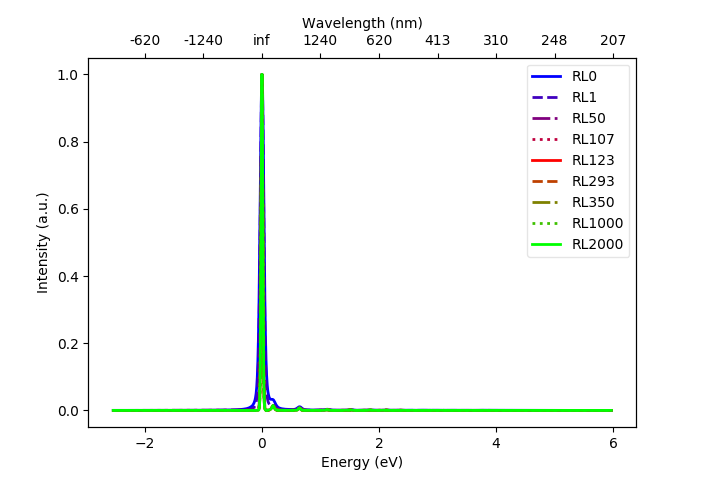 Wavelength (nm)
-620 -1240 inf 1240 620 413 310 248 207
1.0
0.8
0.6
0.4
0.2
0.0
Intensity (a.u.)
RL0
RL1
RL50
RL107
RL123
RL293
RL350
RL1000
RL2000
−2 0 2 4 6
Energy (eV)